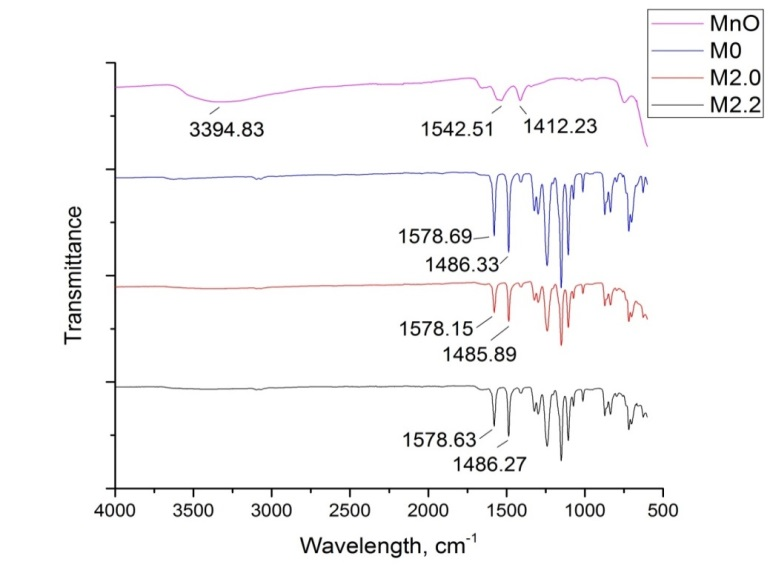 MnO
M0
M2.0
M2.2
3394.83
1542.51
1412.23
1578.69
1486.33
1578.15
1485.89
1578.63
1486.27
Transmittance
4000 3500 3000 2500 2000 1500 1000 500
Wavelength, cm⁻¹